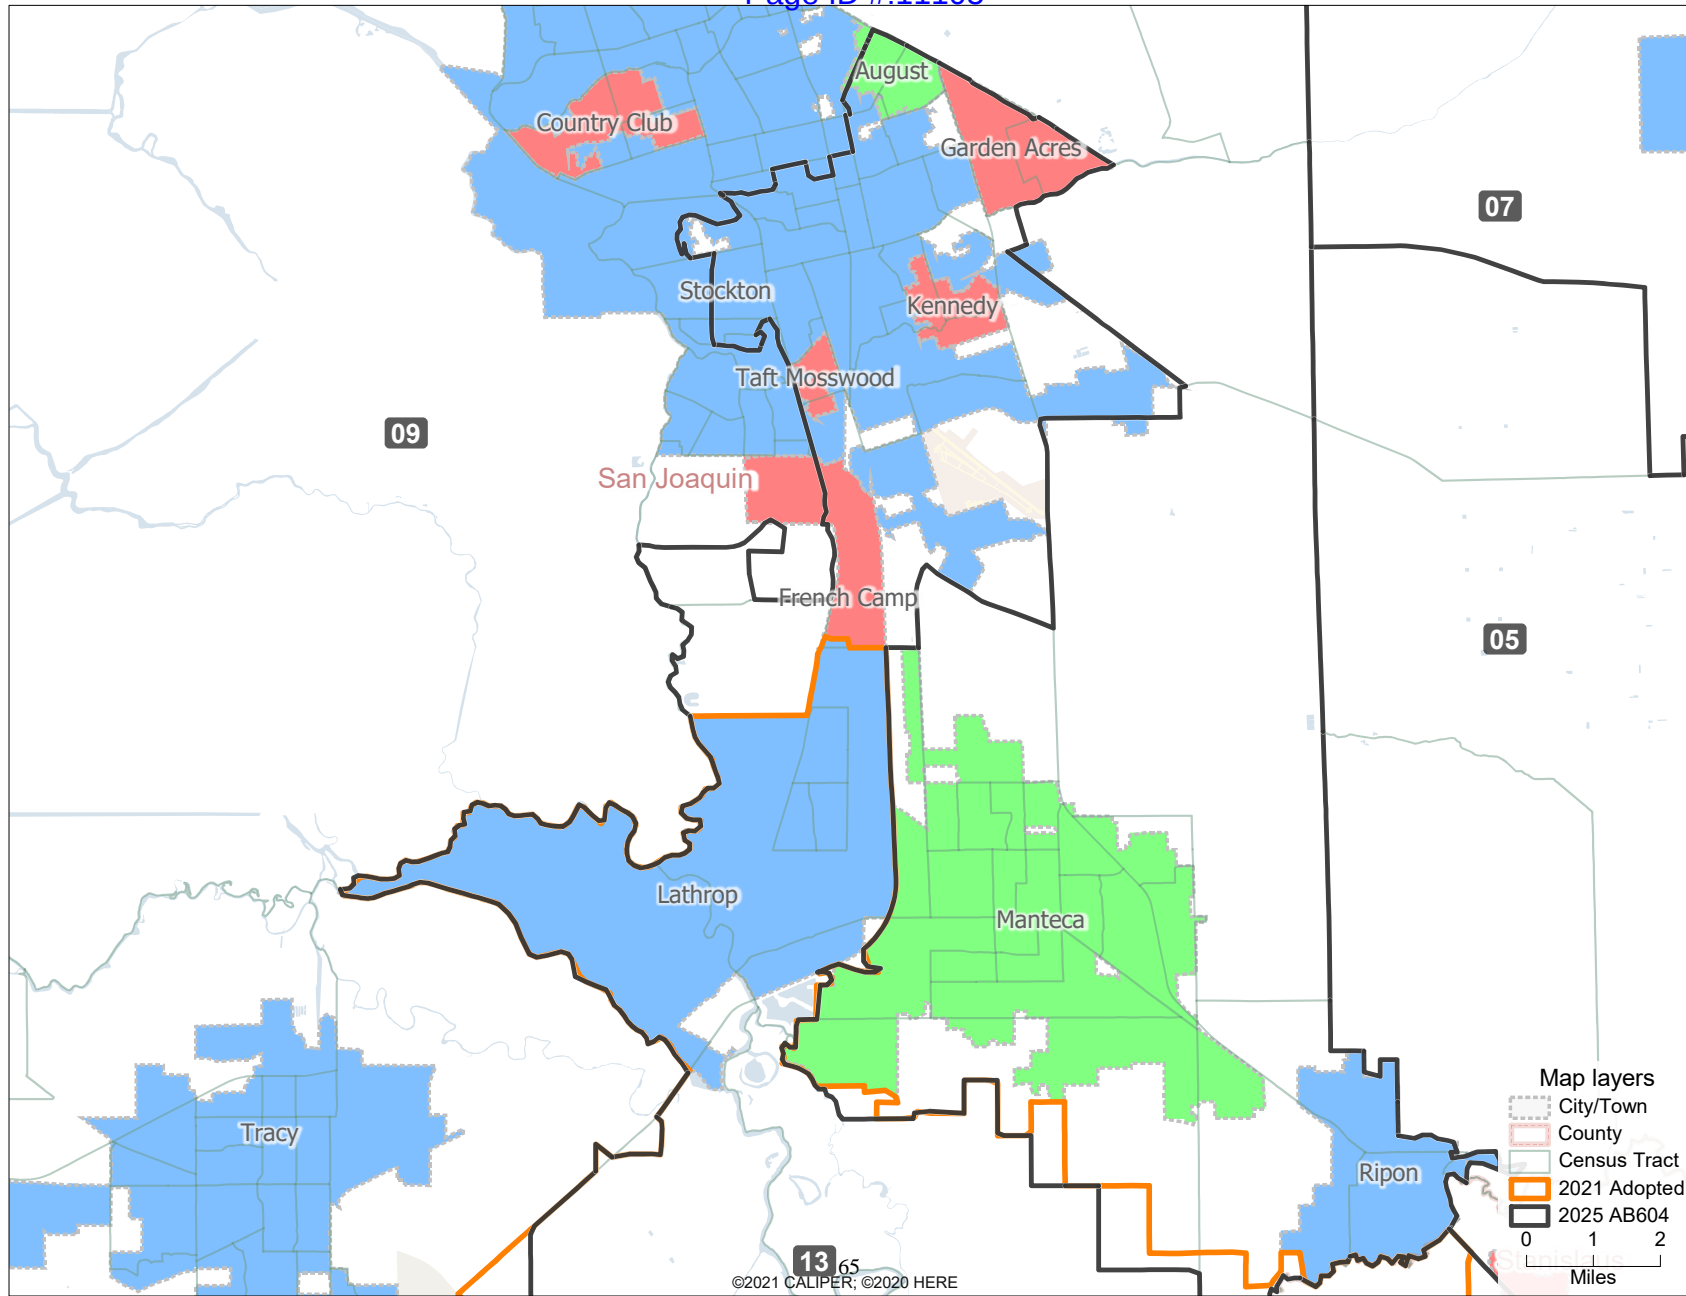 August
Country Club
Garden Acres
07
Stockton
Kennedy
Taft Mosswood
09
San Joaquin
French Camp
05
Lathrop
Manteca
Tracy
Ripon
Map layers
City/Town
County
Census Tract
2021 Adopted
2025 AB604
0 1 2
Miles
Stanislaus
13
65
©2021 CALIPER; ©2020 HERE